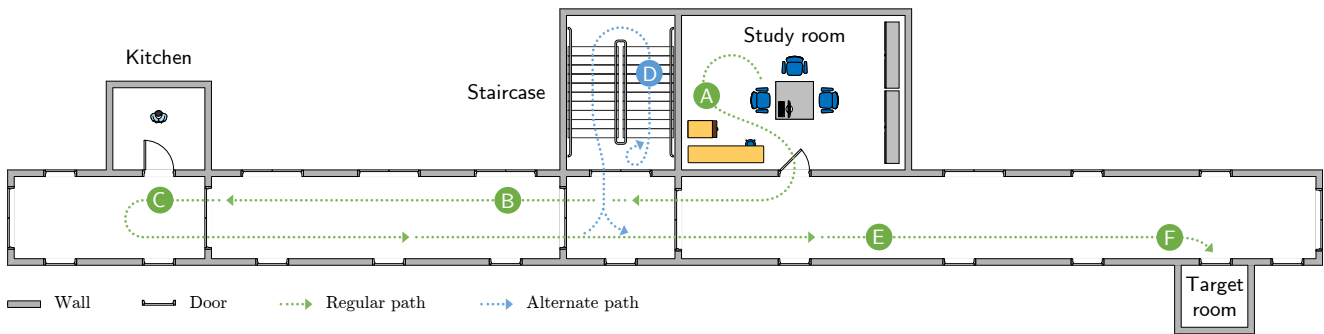 Kitchen
Staircase
Study room
D
A
C
B
E
F
Target
room
Wall
Door
Regular path
Alternate path